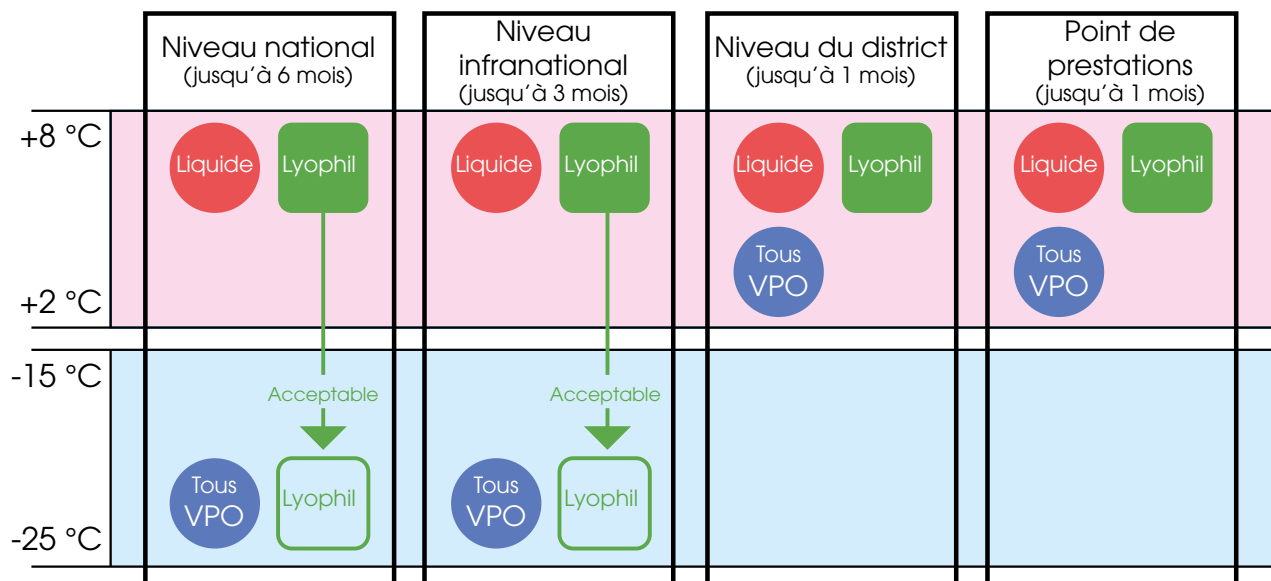 Niveau national
(jusqu'à 6 mois)
Niveau
infranational
(jusqu'à 3 mois)
Niveau du district
(jusqu'à 1 mois)
Point de
prestations
(jusqu'à 1 mois)
+8 °C
Liquide
Lyophil
Liquide
Lyophil
Liquide
Lyophil
Liquide
Lyophil
Tous
VPO
Tous
VPO
+2 °C
-15 °C
Acceptable
Acceptable
Tous
VPO
Lyophil
Tous
VPO
Lyophil
-25 °C